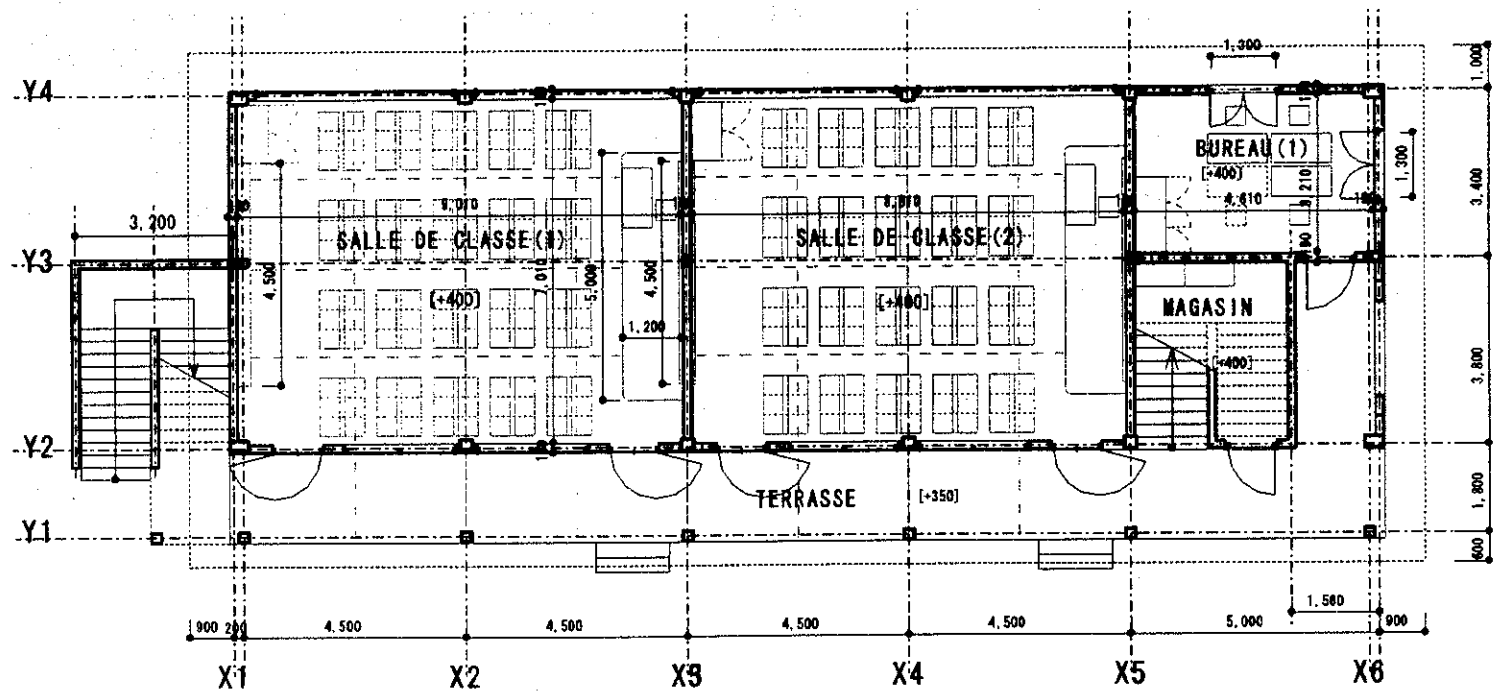 1,300
1,000
Y4
BUREAU(1)
[+400]
1,300
3,400
3,200
4,610
SALLE DE CLASSE(1)
SALLE DE CLASSE(2)
Y3
4,500
7,010
5,000
4,500
[+400]
[+400]
MAGASIN
1,200
[+400]
3,800
Y2
TERRASSE
[+350]
1,800
Y1
600
1,560
900
200
4,500
4,500
4,500
4,500
5,000
900
X1
X2
X3
X4
X5
X6